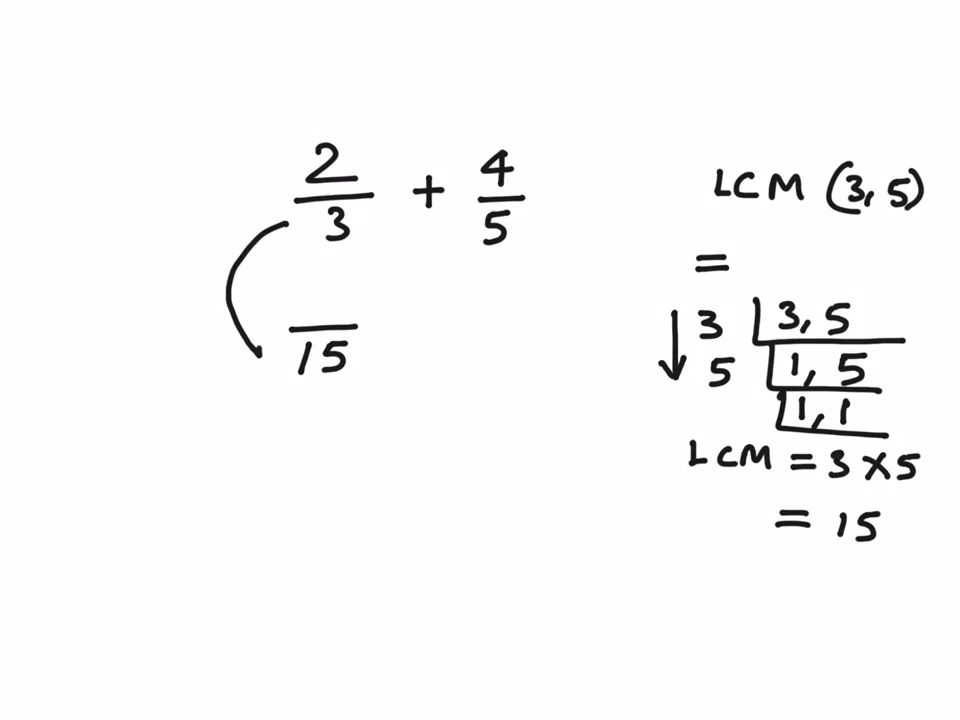 2/3 + 4/5
/15
LCM (3, 5)
=
3 | 3, 5
5 | 1, 5
1, 1
LCM = 3 × 5
= 15